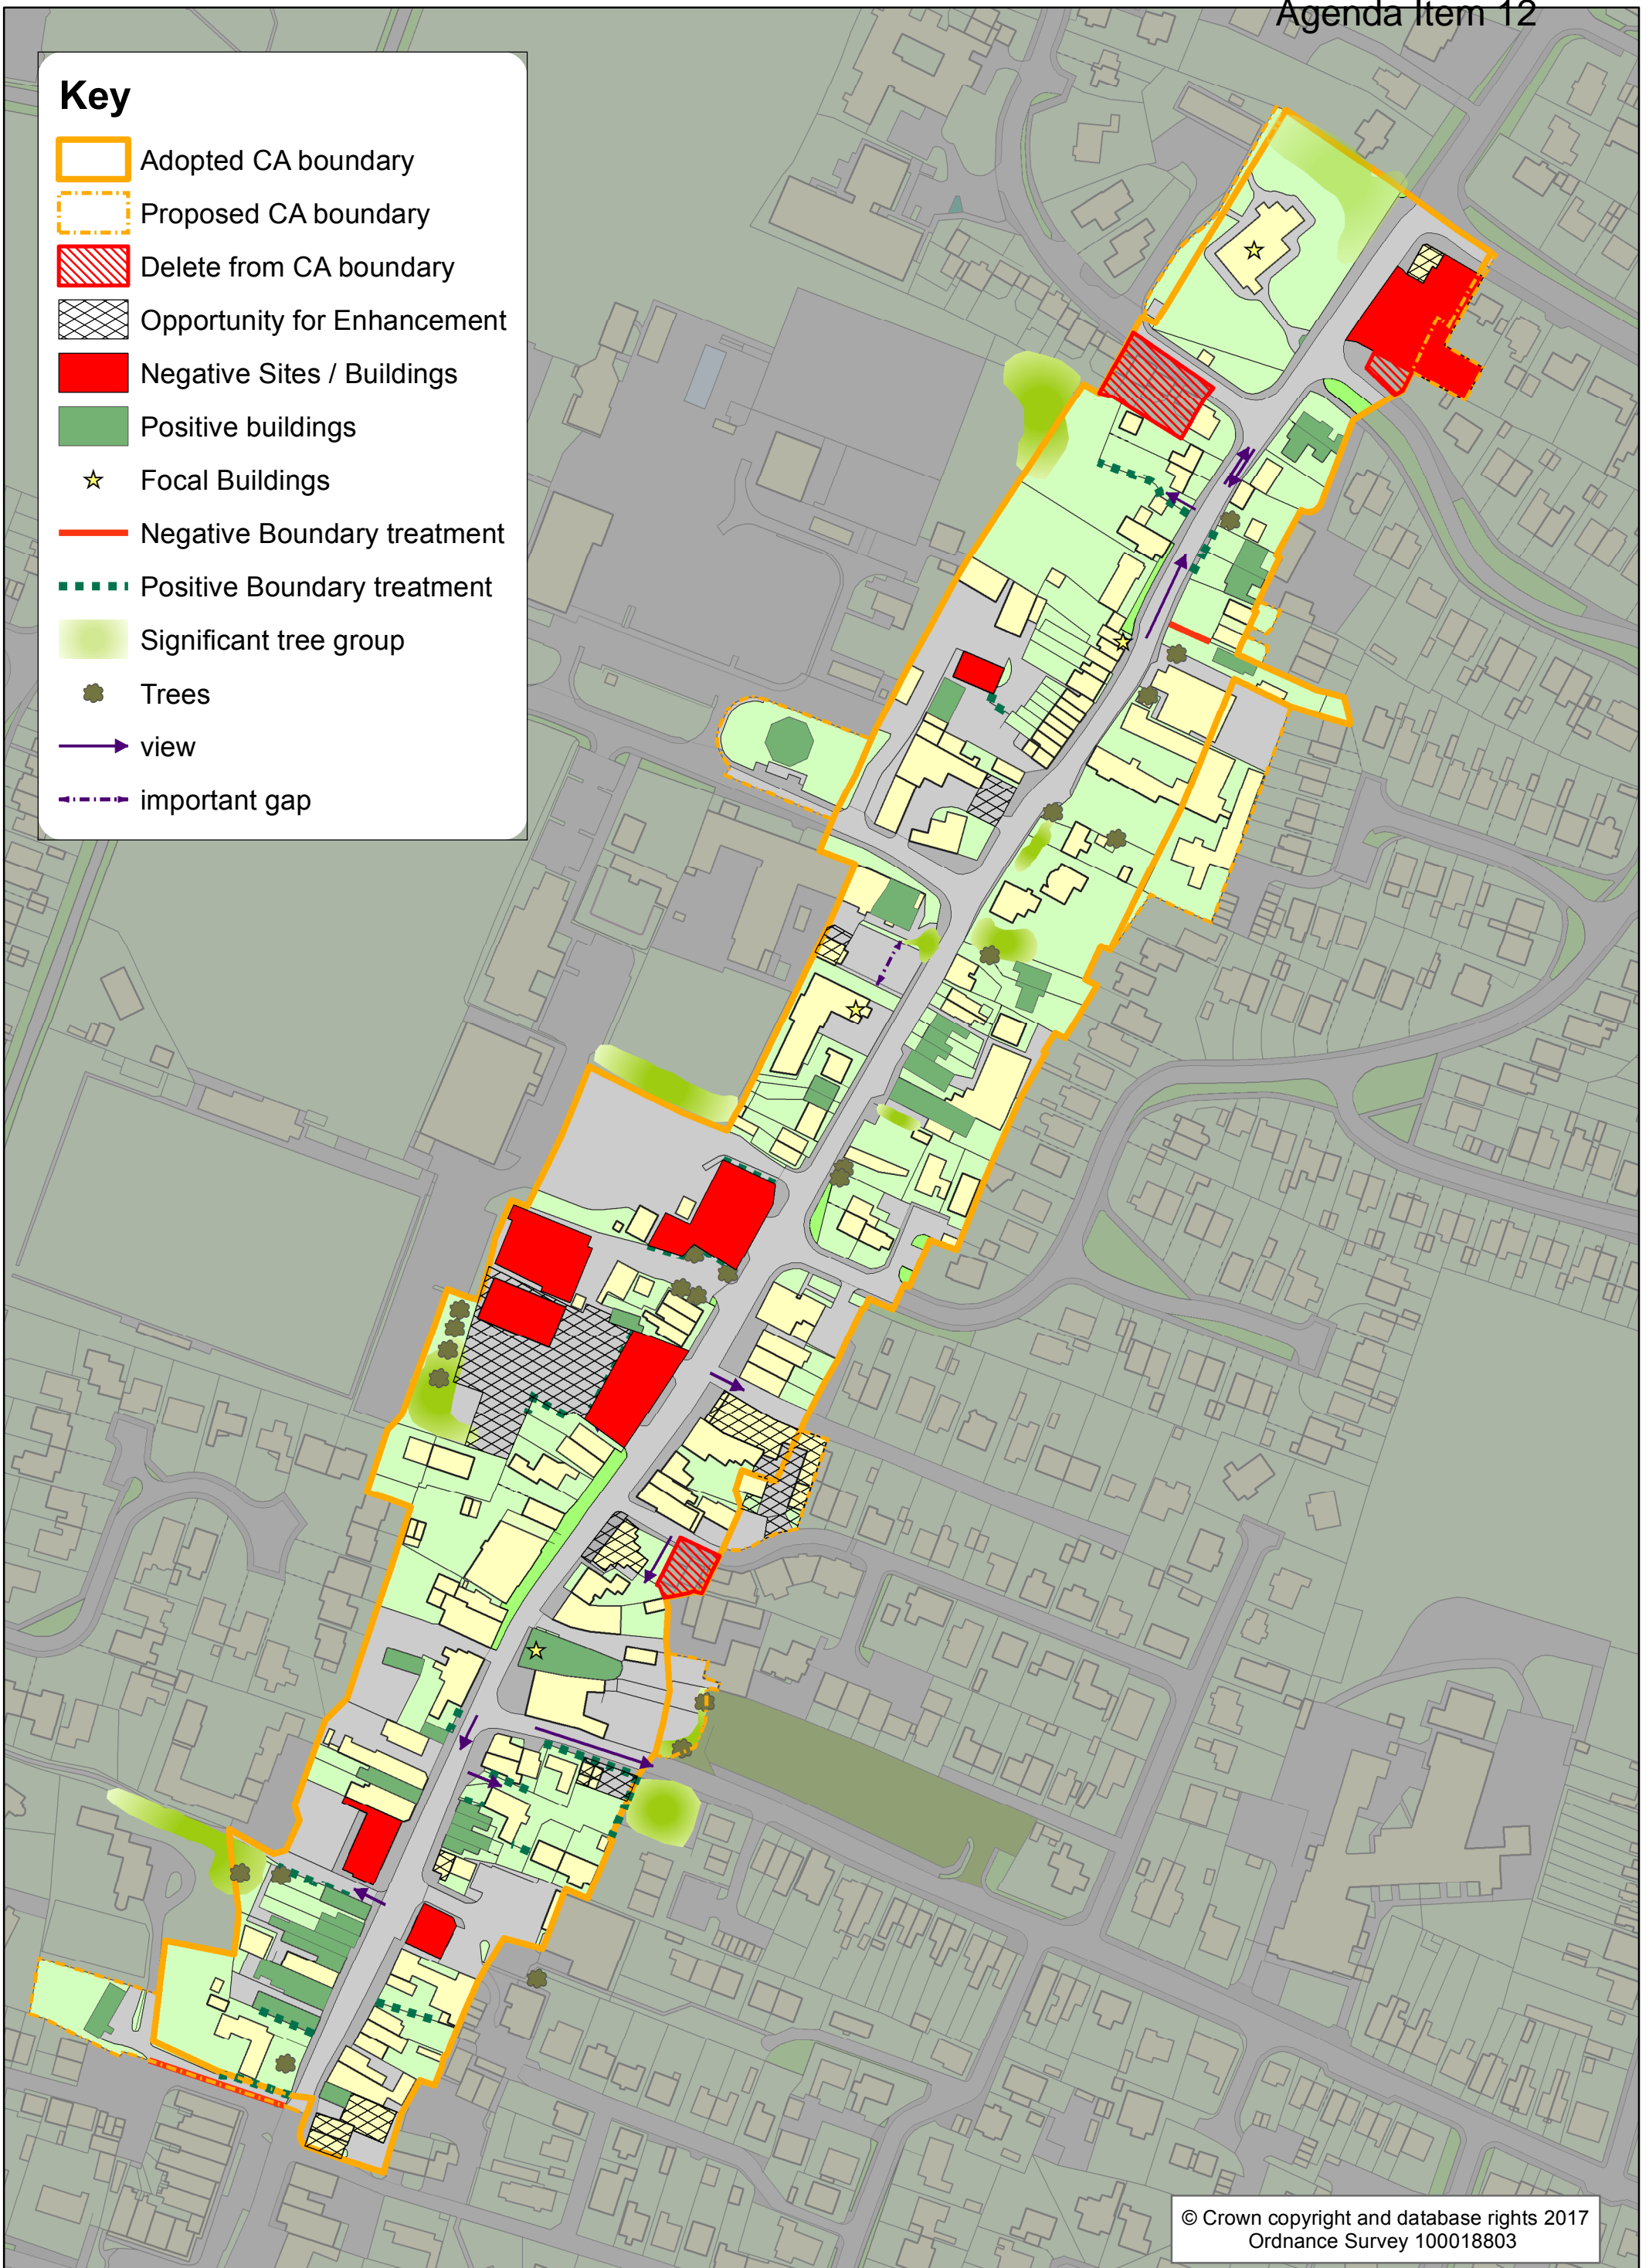 Agenda Item 12
Key
Adopted CA boundary
Proposed CA boundary
Delete from CA boundary
Opportunity for Enhancement
Negative Sites / Buildings
Positive buildings
Focal Buildings
Negative Boundary treatment
Positive Boundary treatment
Significant tree group
Trees
view
important gap
© Crown copyright and database rights 2017
Ordnance Survey 100018803